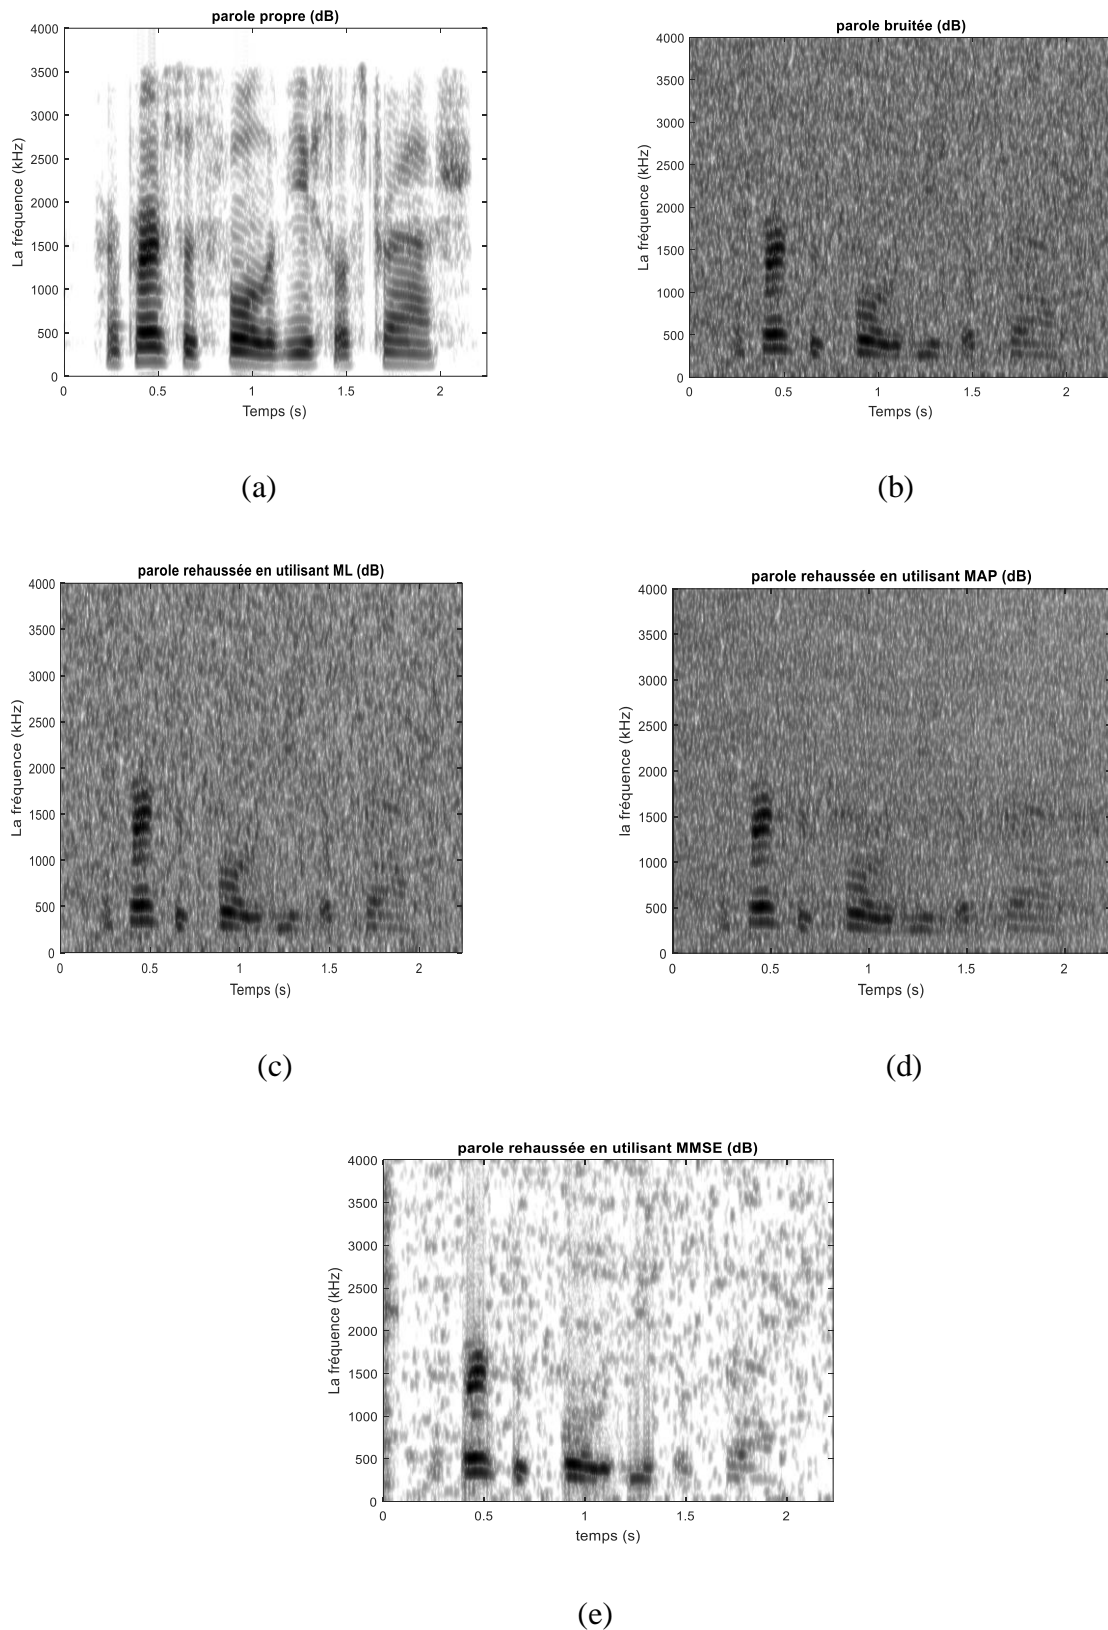 parole propre (dB)
4000
3500
3000
2500
2000
1500
1000
500
0
La fréquence (kHz)
0 0.5 1 1.5 2
Temps (s)
(a)
parole bruitée (dB)
4000
3500
3000
2500
2000
1500
1000
500
0
La fréquence (kHz)
0 0.5 1 1.5 2
Temps (s)
(b)
parole rehaussée en utilisant ML (dB)
4000
3500
3000
2500
2000
1500
1000
500
0
La fréquence (kHz)
0 0.5 1 1.5 2
Temps (s)
(c)
parole rehaussée en utilisant MAP (dB)
4000
3500
3000
2500
2000
1500
1000
500
0
la fréquence (kHz)
0 0.5 1 1.5 2
Temps (s)
(d)
parole rehaussée en utilisant MMSE (dB)
4000
3500
3000
2500
2000
1500
1000
500
0
La fréquence (kHz)
0 0.5 1 1.5 2
temps (s)
(e)